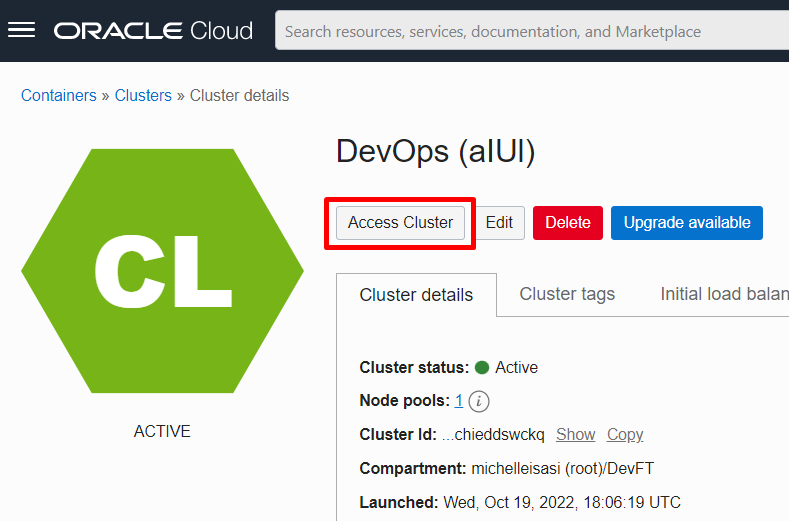 ORACLE Cloud
Search resources, services, documentation, and Marketplace
Containers » Clusters » Cluster details
CL
ACTIVE
DevOps (aIUI)
Access Cluster Edit Delete Upgrade available
Cluster details Cluster tags Initial load balan
Cluster status: Active
Node pools: 1 i
Cluster Id: ...chieddswckq Show Copy
Compartment: michelleisasi (root)/DevFT
Launched: Wed, Oct 19, 2022, 18:06:19 UTC